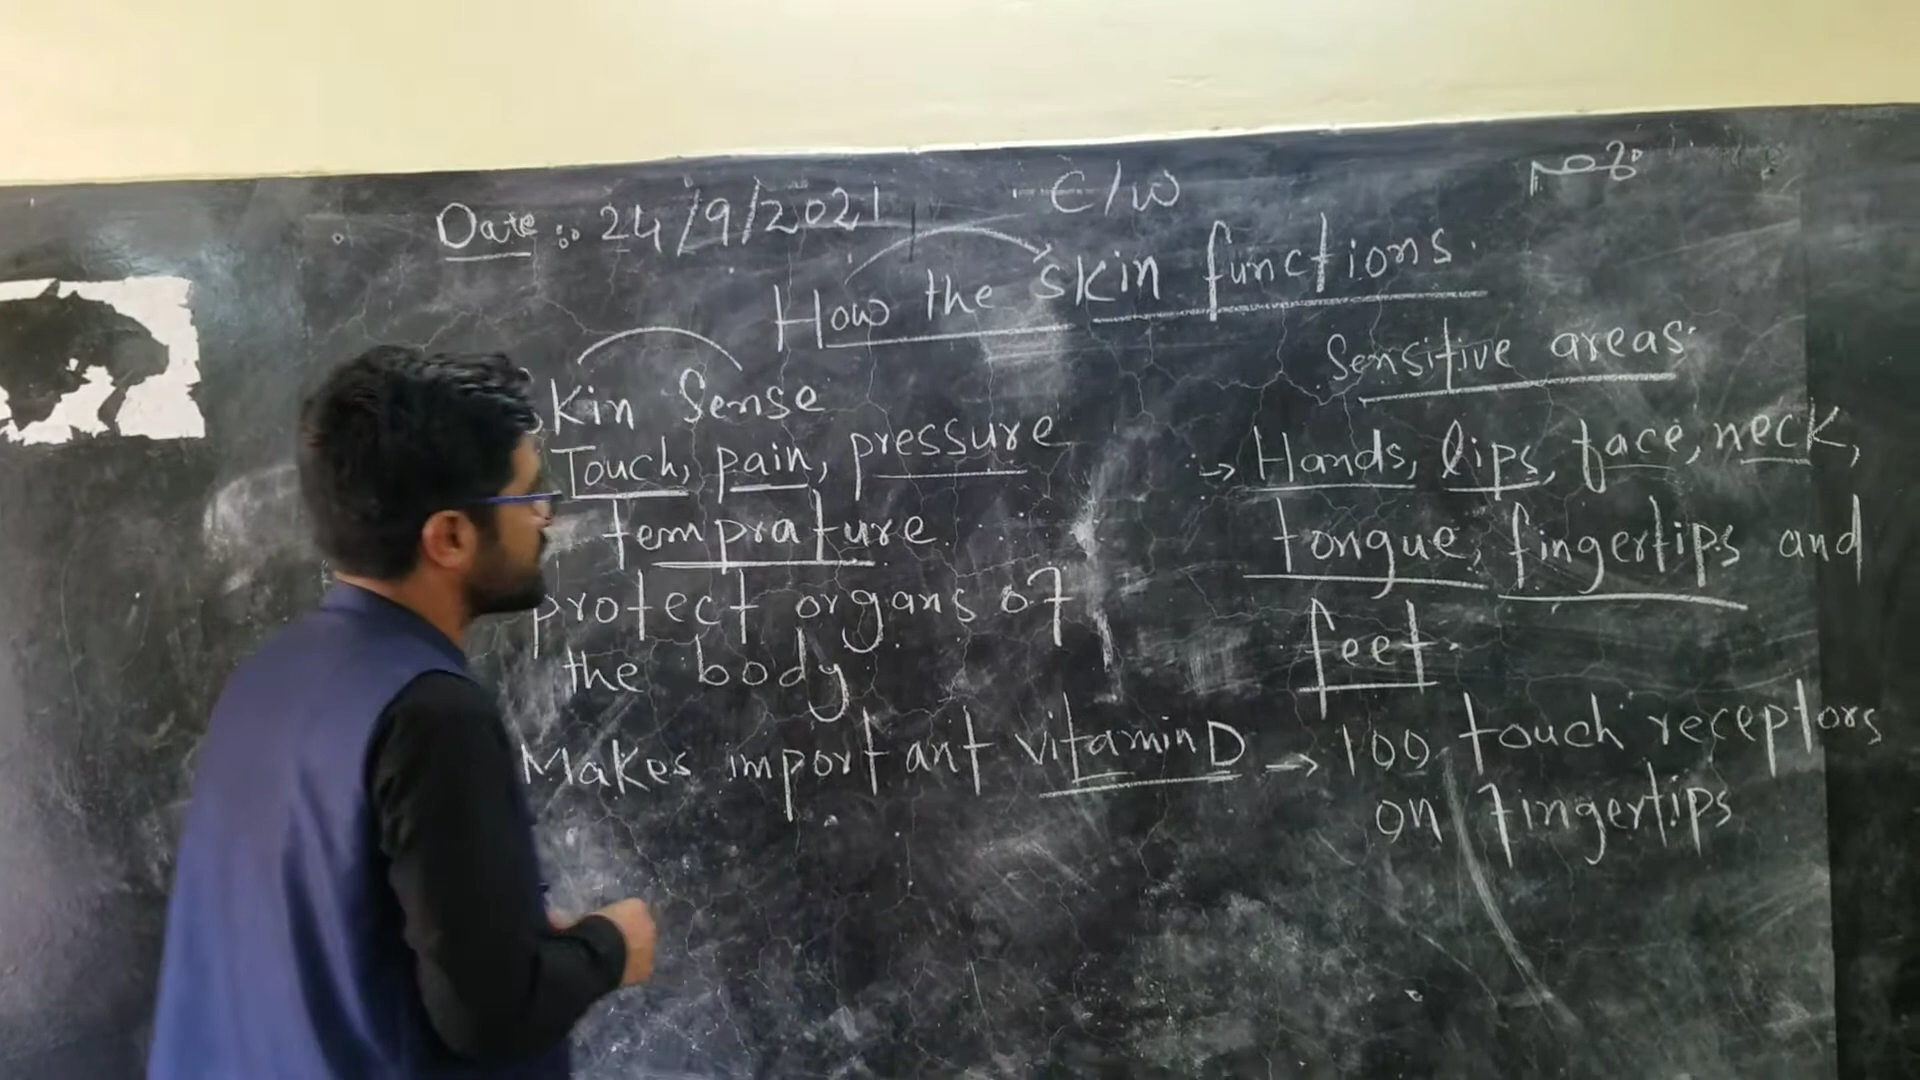 Date: 24/9/2021
C/W
How the skin functions.
Skin Sense
Touch, pain, pressure
temprature.
protect organs of
the body
Makes important vitamin D
Sensitive areas
→ Hands, lips, face, neck,
tongue, fingertips and
feet.
→ 100 touch receptors
on fingertips